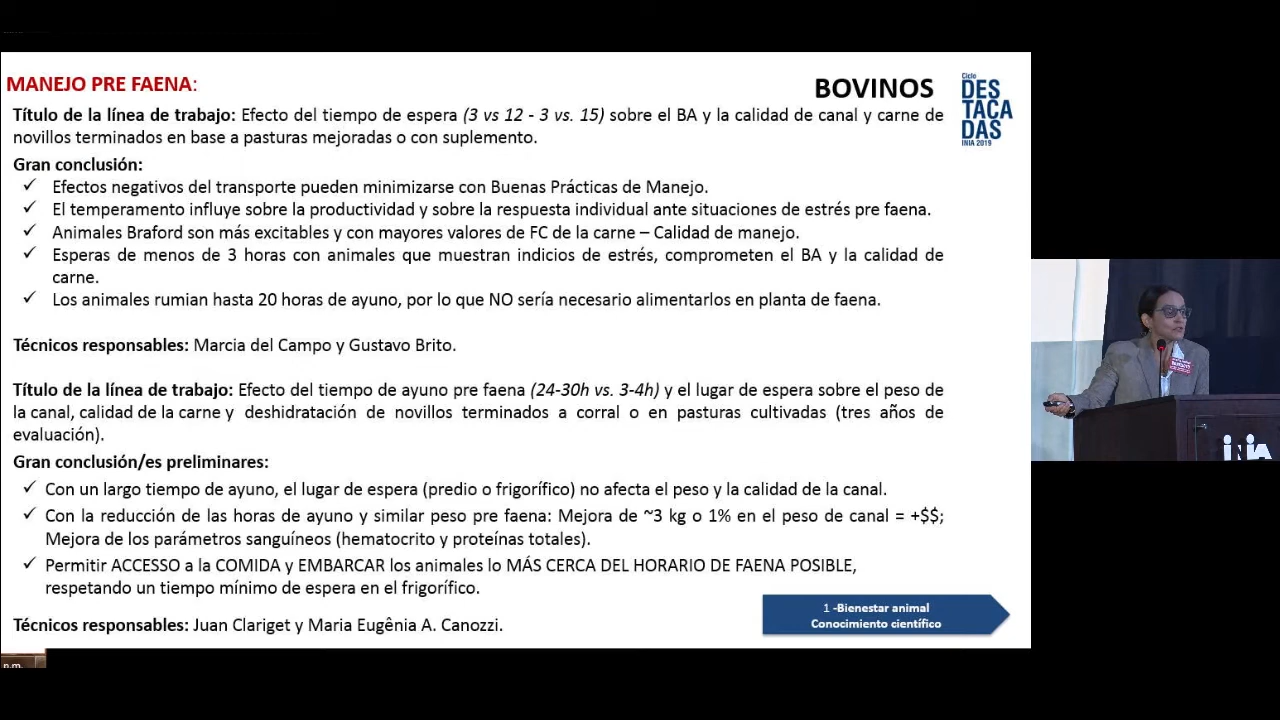 MANEJO PRE FAENA:
BOVINOS
Ciclo
DES
TACA
DAS
INIA 2019
Título de la línea de trabajo: Efecto del tiempo de espera (3 vs 12 - 3 vs. 15) sobre el BA y la calidad de canal y carne de
novillos terminados en base a pasturas mejoradas o con suplemento.
Gran conclusión:
✓ Efectos negativos del transporte pueden minimizarse con Buenas Prácticas de Manejo.
✓ El temperamento influye sobre la productividad y sobre la respuesta individual ante situaciones de estrés pre faena.
✓ Animales Braford son más excitables y con mayores valores de FC de la carne – Calidad de manejo.
✓ Esperas de menos de 3 horas con animales que muestran indicios de estrés, comprometen el BA y la calidad de
carne.
✓ Los animales rumian hasta 20 horas de ayuno, por lo que NO sería necesario alimentarlos en planta de faena.
Técnicos responsables: Marcia del Campo y Gustavo Brito.
Título de la línea de trabajo: Efecto del tiempo de ayuno pre faena (24-30h vs. 3-4h) y el lugar de espera sobre el peso de
la canal, calidad de la carne y deshidratación de novillos terminados a corral o en pasturas cultivadas (tres años de
evaluación).
Gran conclusión/es preliminares:
✓ Con un largo tiempo de ayuno, el lugar de espera (predio o frigorífico) no afecta el peso y la calidad de la canal.
✓ Con la reducción de las horas de ayuno y similar peso pre faena: Mejora de ~3 kg o 1% en el peso de canal = +$$;
Mejora de los parámetros sanguíneos (hematocrito y proteínas totales).
✓ Permitir ACCESSO a la COMIDA y EMBARCAR los animales lo MÁS CERCA DEL HORARIO DE FAENA POSIBLE,
respetando un tiempo mínimo de espera en el frigorífico.
Técnicos responsables: Juan Clariget y Maria Eugênia A. Canozzi.
1 -Bienestar animal
Conocimiento científico
p.m.
INIA